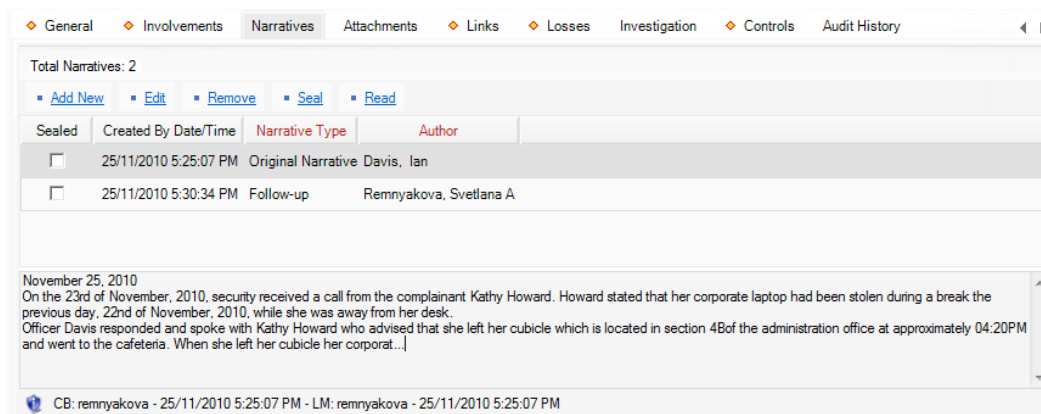 General Involvements Narratives Attachments Links Losses Investigation Controls Audit History
Total Narratives: 2
Add New Edit Remove Seal Read
Sealed Created By Date/Time Narrative Type Author
25/11/2010 5:25:07 PM Original Narrative Davis, Ian
25/11/2010 5:30:34 PM Follow-up Remnyakova, Svetlana A
November 25, 2010
On the 23rd of November, 2010, security received a call from the complainant Kathy Howard. Howard stated that her corporate laptop had been stolen during a break the
previous day, 22nd of November, 2010, while she was away from her desk.
Officer Davis responded and spoke with Kathy Howard who advised that she left her cubicle which is located in section 4Bof the administration office at approximately 04:20PM
and went to the cafeteria. When she left her cubicle her corporat...
CB: remnyakova - 25/11/2010 5:25:07 PM - LM: remnyakova - 25/11/2010 5:25:07 PM